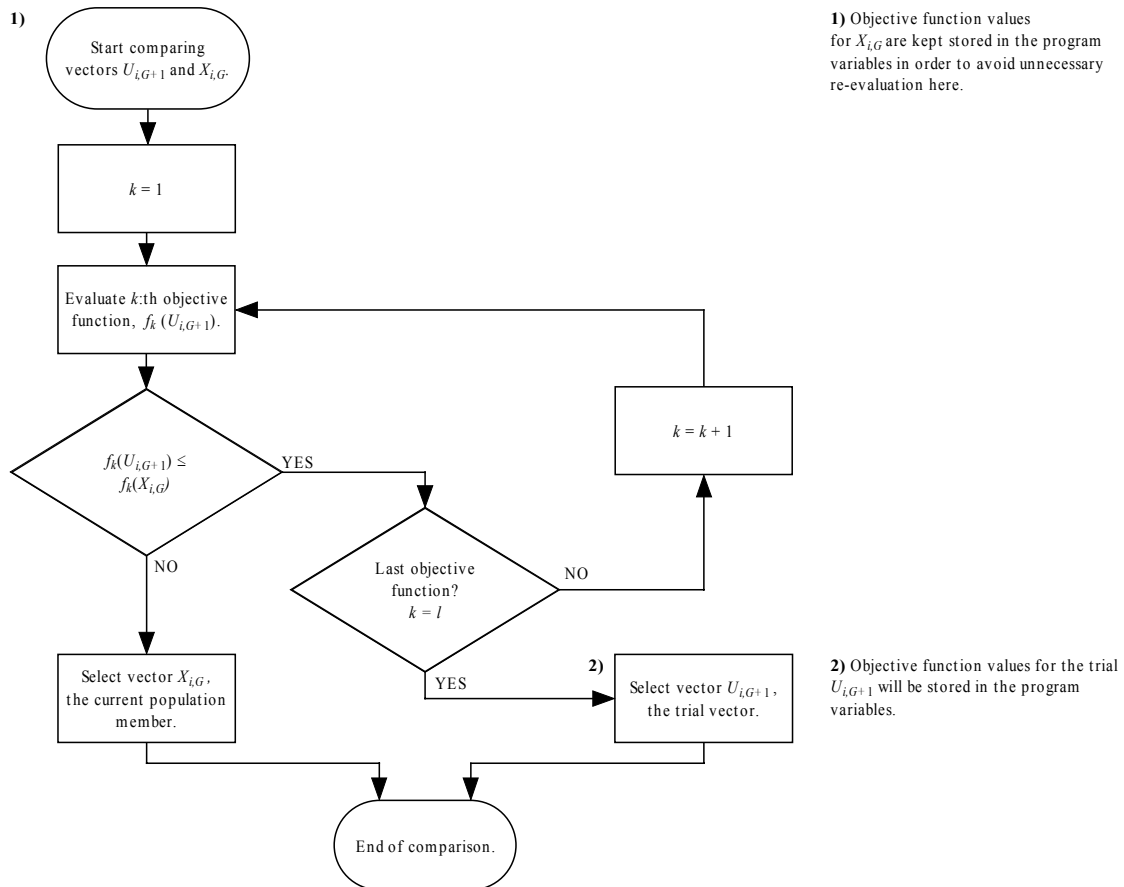 1)
Start comparing
vectors U_{i,G+1} and X_{i,G}.
1) Objective function values
for X_{i,G} are kept stored in the program
variables in order to avoid unnecessary
re-evaluation here.
k = 1
Evaluate k:th objective
function, f_k (U_{i,G+1}).
k = k + 1
f_k(U_{i,G+1}) ≤
f_k(X_{i,G})
YES
NO
Last objective
function?
k = l
NO
YES
Select vector X_{i,G},
the current population
member.
2)
Select vector U_{i,G+1},
the trial vector.
2) Objective function values for the trial
U_{i,G+1} will be stored in the program
variables.
End of comparison.